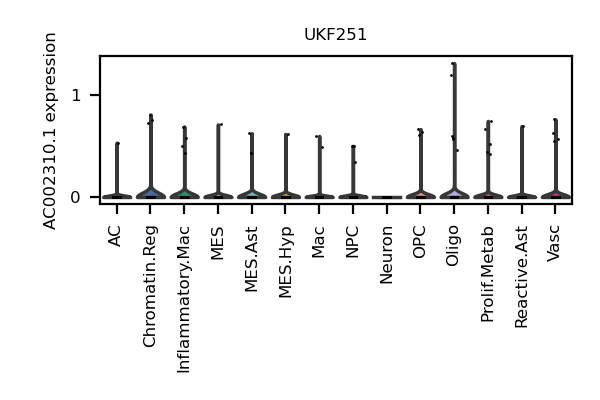 UKF251
AC002310.1 expression
1
0
AC
Chromatin.Reg
Inflammatory.Mac
MES
MES.Ast
MES.Hyp
Mac
NPC
Neuron
OPC
Oligo
Prolif.Metab
Reactive.Ast
Vasc